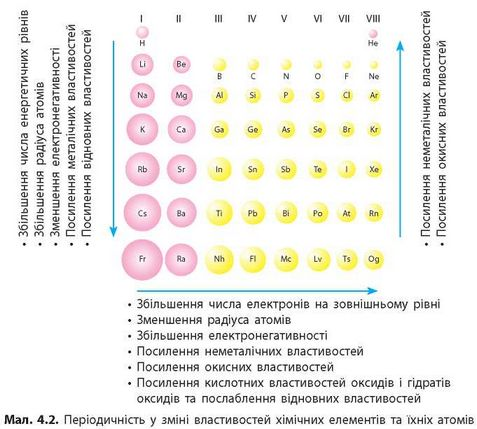 I II III IV V VI VII VIII
H He
Li Be B C N O F Ne
Na Mg Al Si P S Cl Ar
K Ca Ga Ge As Se Br Kr
Rb Sr In Sn Sb Te I Xe
Cs Ba Ti Pb Bi Po At Rn
Fr Ra Nh Fl Mc Lv Ts Og
• Збільшення числа енергетичних рівнів
• Збільшення радіуса атомів
• Зменшення електронегативності
• Посилення металічних властивостей
• Посилення відновних властивостей
• Посилення неметалічних властивостей
• Посилення окисних властивостей
• Збільшення числа електронів на зовнішньому рівні
• Зменшення радіуса атомів
• Збільшення електронегативності
• Посилення неметалічних властивостей
• Посилення окисних властивостей
• Посилення кислотних властивостей оксидів і гідратів
оксидів та послаблення відновних властивостей
Мал. 4.2. Періодичність у зміні властивостей хімічних елементів та їхніх атомів